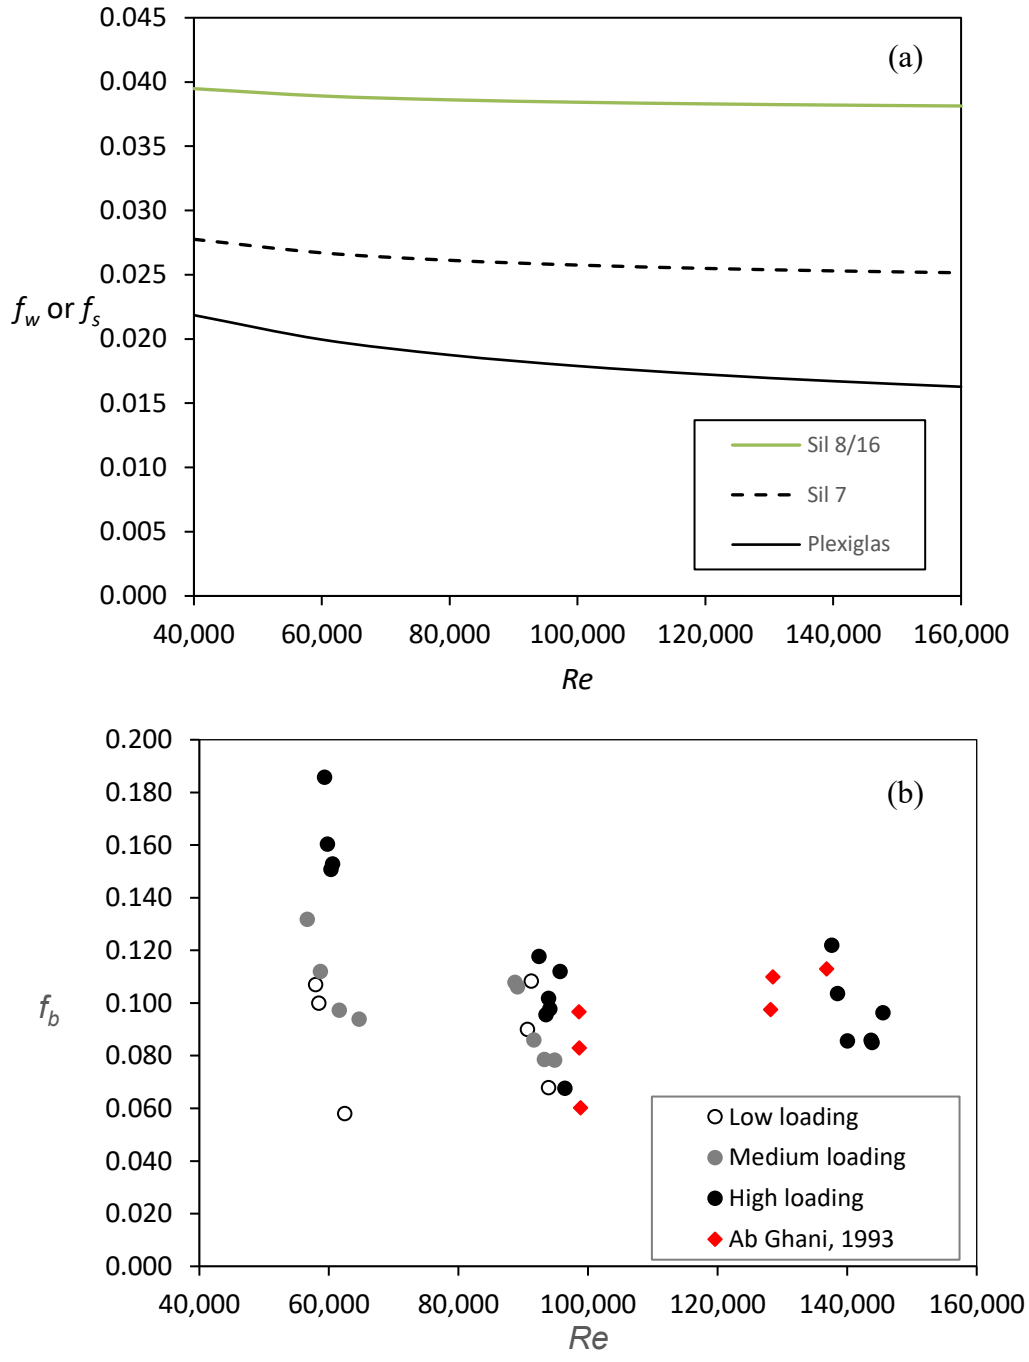 0.045
(a)
0.040
0.035
0.030
0.025
f_w or f_s
0.020
0.015
0.010
0.005
0.000
Sil 8/16
Sil 7
Plexiglas
40,000 60,000 80,000 100,000 120,000 140,000 160,000
Re
0.200
(b)
0.180
0.160
0.140
0.120
0.100
f_b
0.080
0.060
0.040
0.020
0.000
Low loading
Medium loading
High loading
Ab Ghani, 1993
40,000 60,000 80,000 100,000 120,000 140,000 160,000
Re